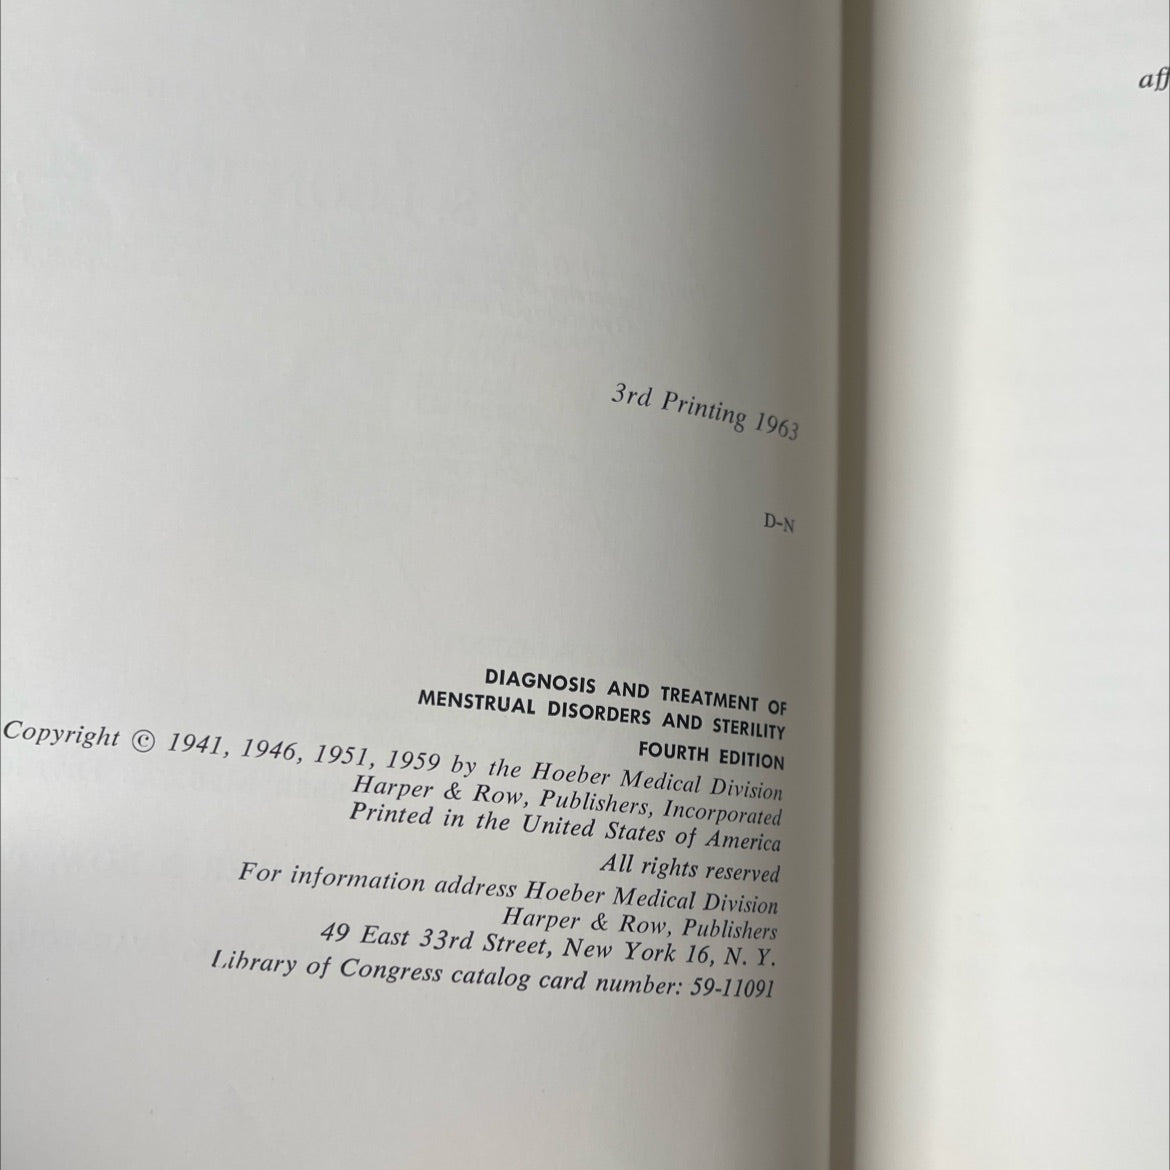 3rd Printing 1963
D-N
DIAGNOSIS AND TREATMENT OF
MENSTRUAL DISORDERS AND STERILITY
FOURTH EDITION
Copyright © 1941, 1946, 1951, 1959 by the Hoeber Medical Division
Harper & Row, Publishers, Incorporated
Printed in the United States of America
All rights reserved
For information address Hoeber Medical Division
Harper & Row, Publishers
49 East 33rd Street, New York 16, N. Y.
Library of Congress catalog card number: 59-11091